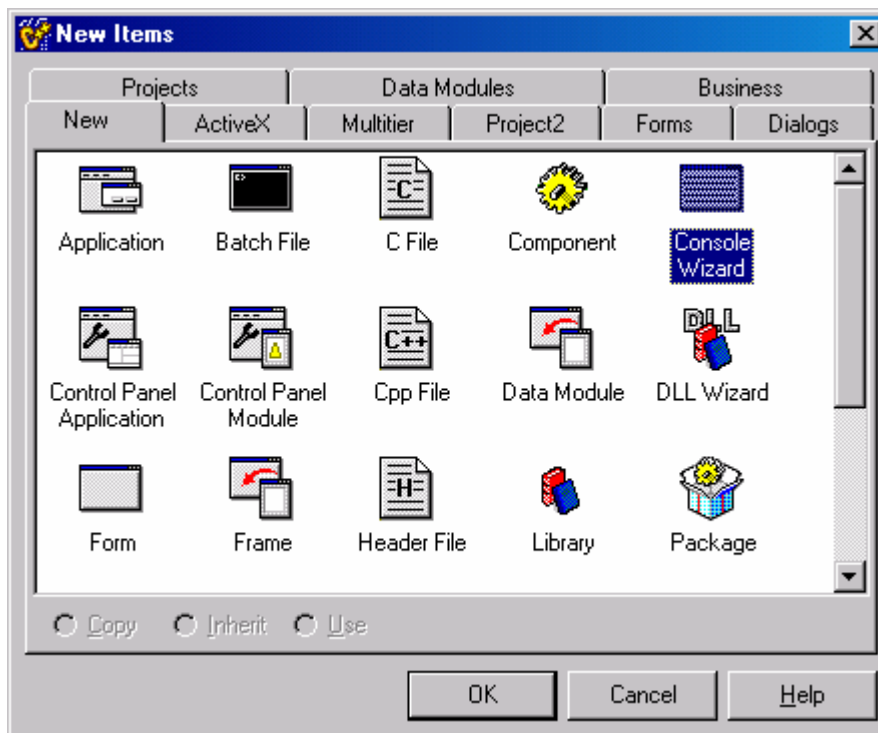 New Items
Projects Data Modules Business
New ActiveX Multitier Project2 Forms Dialogs
Application Batch File C File Component Console
Wizard
Control Panel Control Panel Cpp File Data Module DLL Wizard
Application Module
Form Frame Header File Library Package
Copy Inherit Use
OK Cancel Help